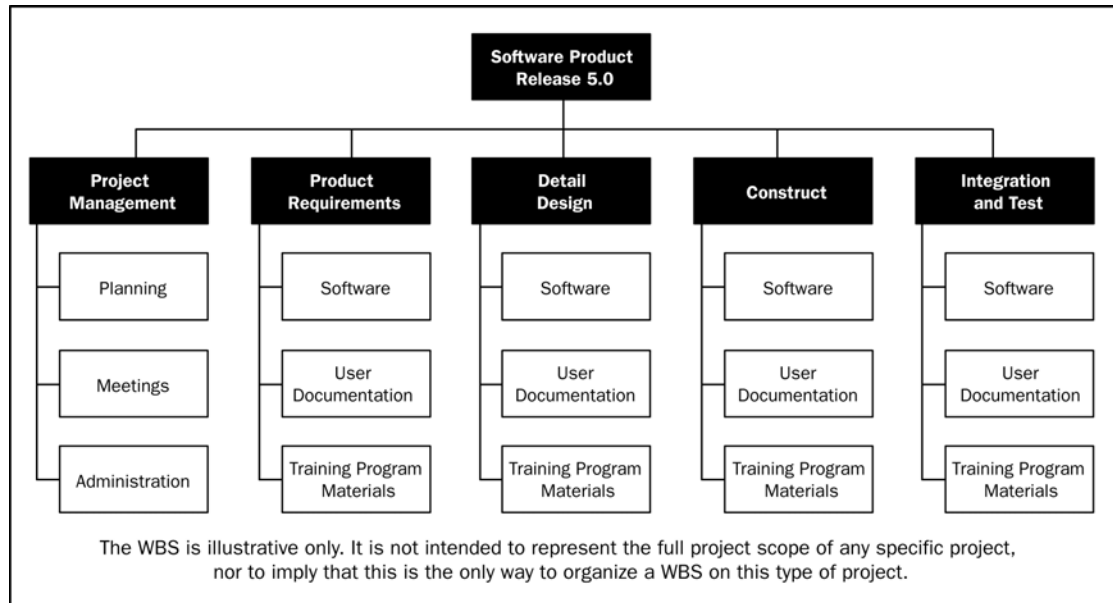 Software Product
Release 5.0
Project
Management
Product
Requirements
Detail
Design
Construct
Integration
and Test
Planning
Software
Software
Software
Software
Meetings
User
Documentation
User
Documentation
User
Documentation
User
Documentation
Administration
Training Program
Materials
Training Program
Materials
Training Program
Materials
Training Program
Materials
The WBS is illustrative only. It is not intended to represent the full project scope of any specific project,
nor to imply that this is the only way to organize a WBS on this type of project.